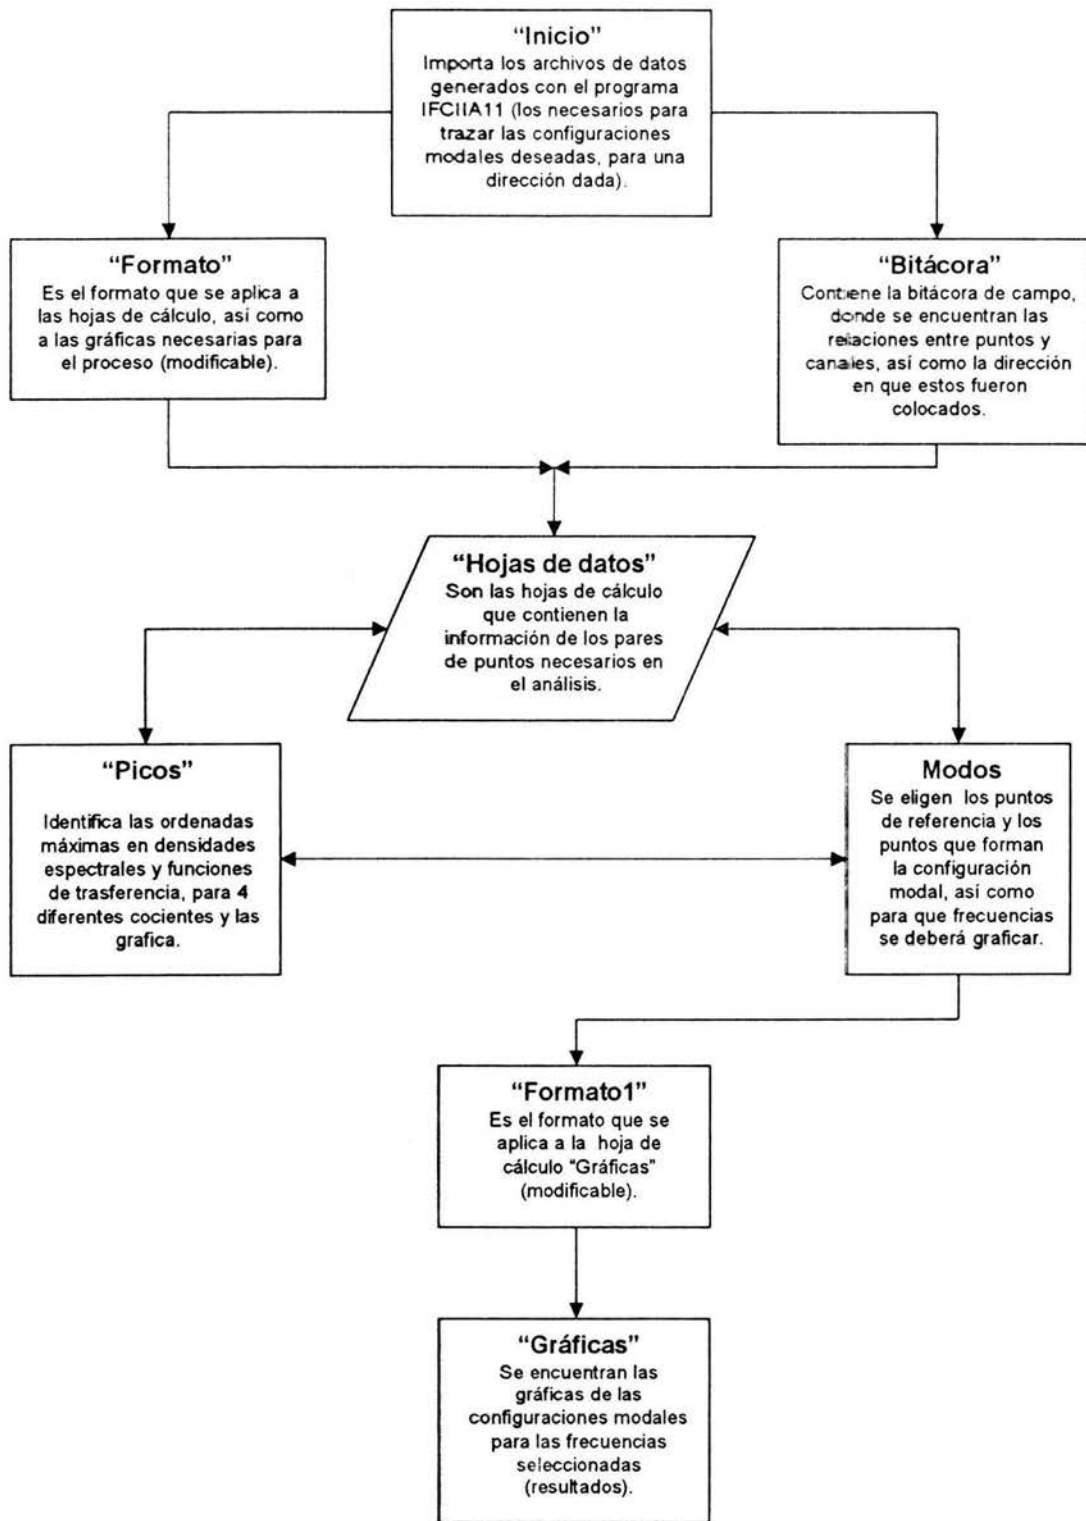 “Inicio”
Importa los archivos de datos
generados con el programa
IFCIIA11 (los necesarios para
trazar las configuraciones
modales deseadas, para una
dirección dada).
“Formato”
Es el formato que se aplica a
las hojas de cálculo, así como
a las gráficas necesarias para
el proceso (modificable).
“Bitácora”
Contiene la bitácora de campo,
donde se encuentran las
relaciones entre puntos y
canales, así como la dirección
en que estos fueron
colocados.
“Hojas de datos”
Son las hojas de cálculo
que contienen la
información de los pares
de puntos necesarios en
el análisis.
“Picos”
Identifica las ordenadas
máximas en densidades
espectrales y funciones
de trasferencia, para 4
diferentes cocientes y las
grafica.
Modos
Se eligen los puntos
de referencia y los
puntos que forman
la configuración
modal, así como
para que frecuencias
se deberá graficar.
“Formato1”
Es el formato que se
aplica a la hoja de
cálculo “Gráficas”
(modificable).
“Gráficas”
Se encuentran las
gráficas de las
configuraciones modales
para las frecuencias
seleccionadas
(resultados).